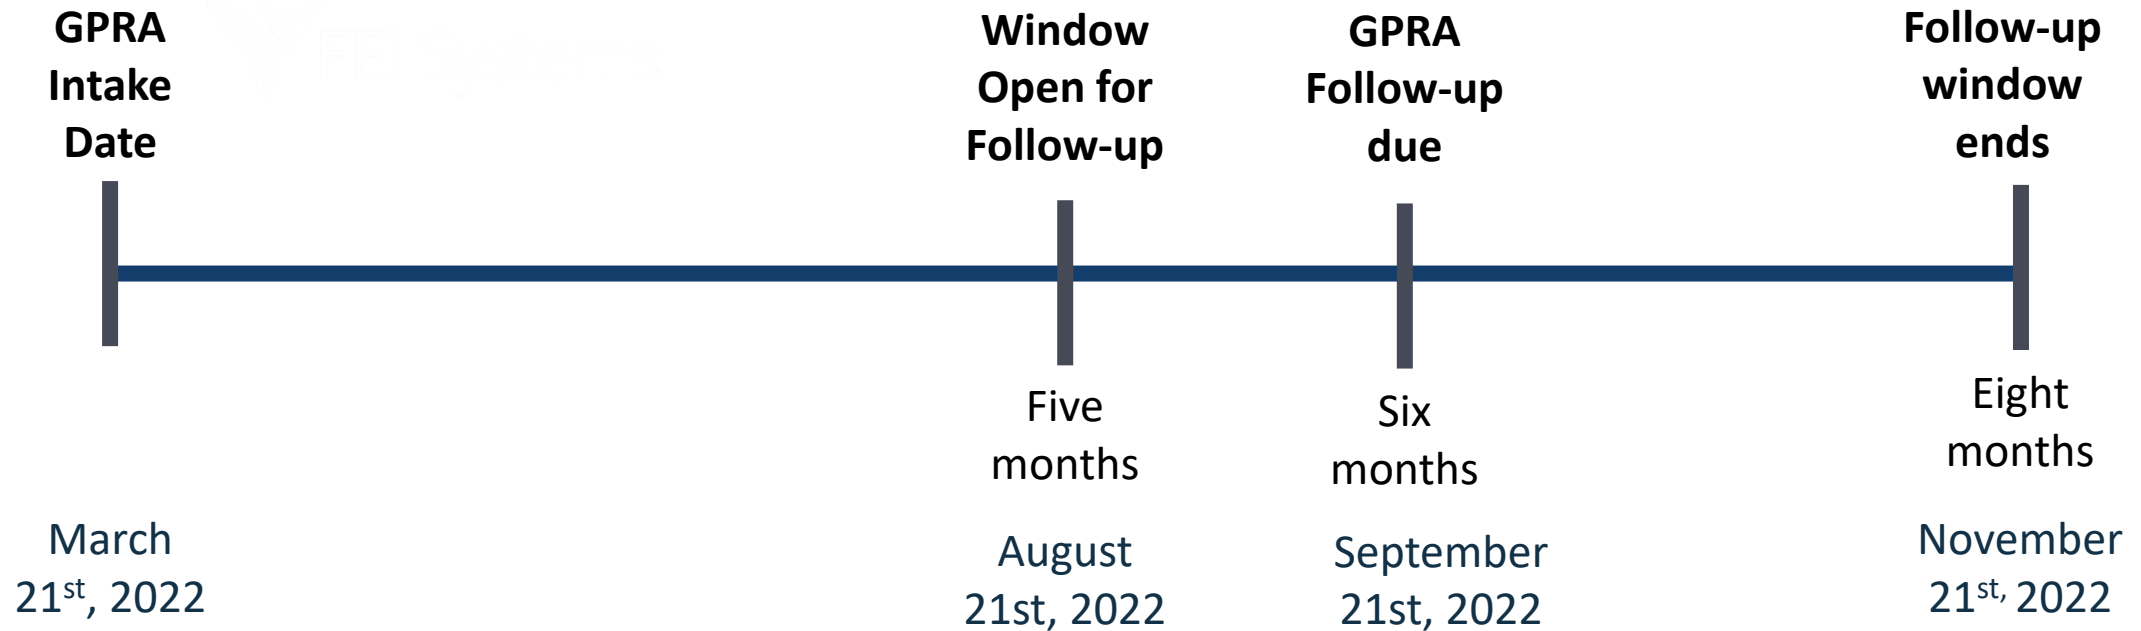 GPRA
Intake
Date
Window
Open for
Follow-up
GPRA
Follow-up
due
Follow-up
window
ends
Five
months
Six
months
Eight
months
March
21st, 2022
August
21st, 2022
September
21st, 2022
November
21st, 2022